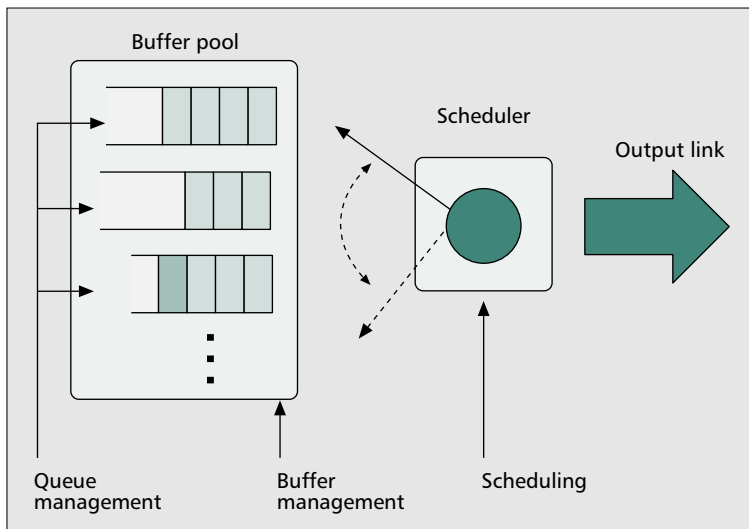 Buffer pool
Scheduler
Output link
Queue
management
Buffer
management
Scheduling